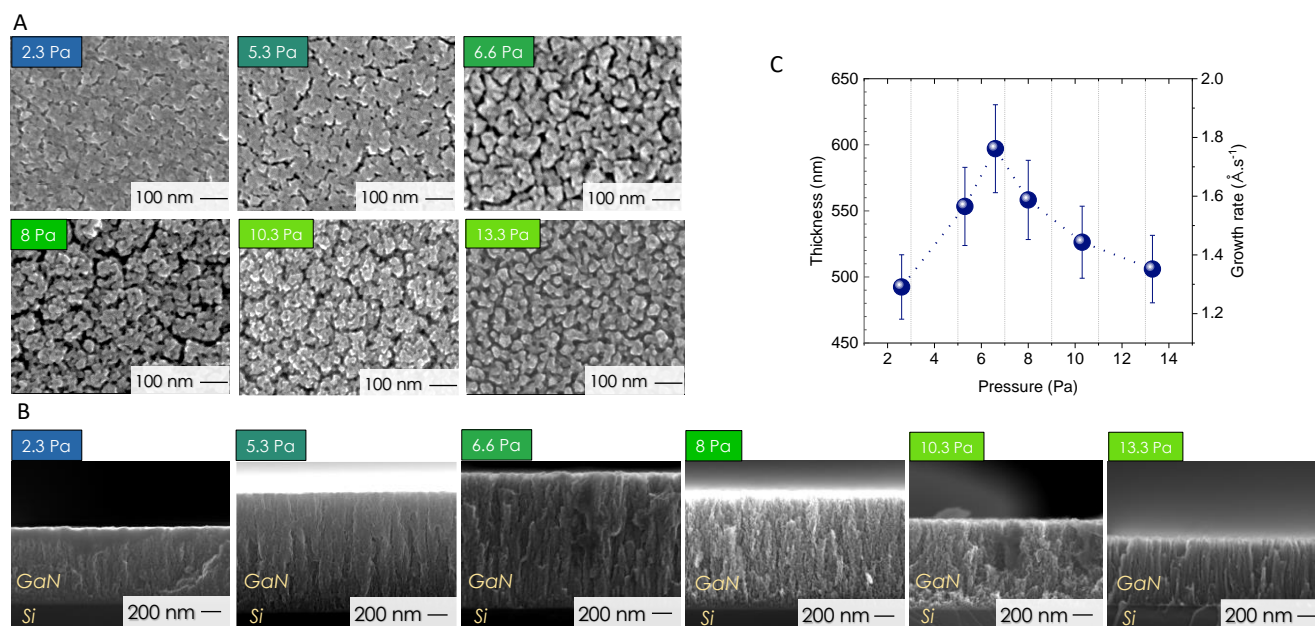 A
2.3 Pa
5.3 Pa
6.6 Pa
100 nm
100 nm
100 nm
8 Pa
10.3 Pa
13.3 Pa
100 nm
100 nm
100 nm
C
650
600
550
500
450
Thickness (nm)
2.0
1.8
1.6
1.4
1.2
Growth rate (Å.s⁻¹)
2 4 6 8 10 12 14
Pressure (Pa)
B
2.3 Pa
5.3 Pa
6.6 Pa
8 Pa
10.3 Pa
13.3 Pa
GaN
GaN
GaN
GaN
GaN
GaN
Si
200 nm
Si
200 nm
Si
200 nm
Si
200 nm
Si
200 nm
Si
200 nm